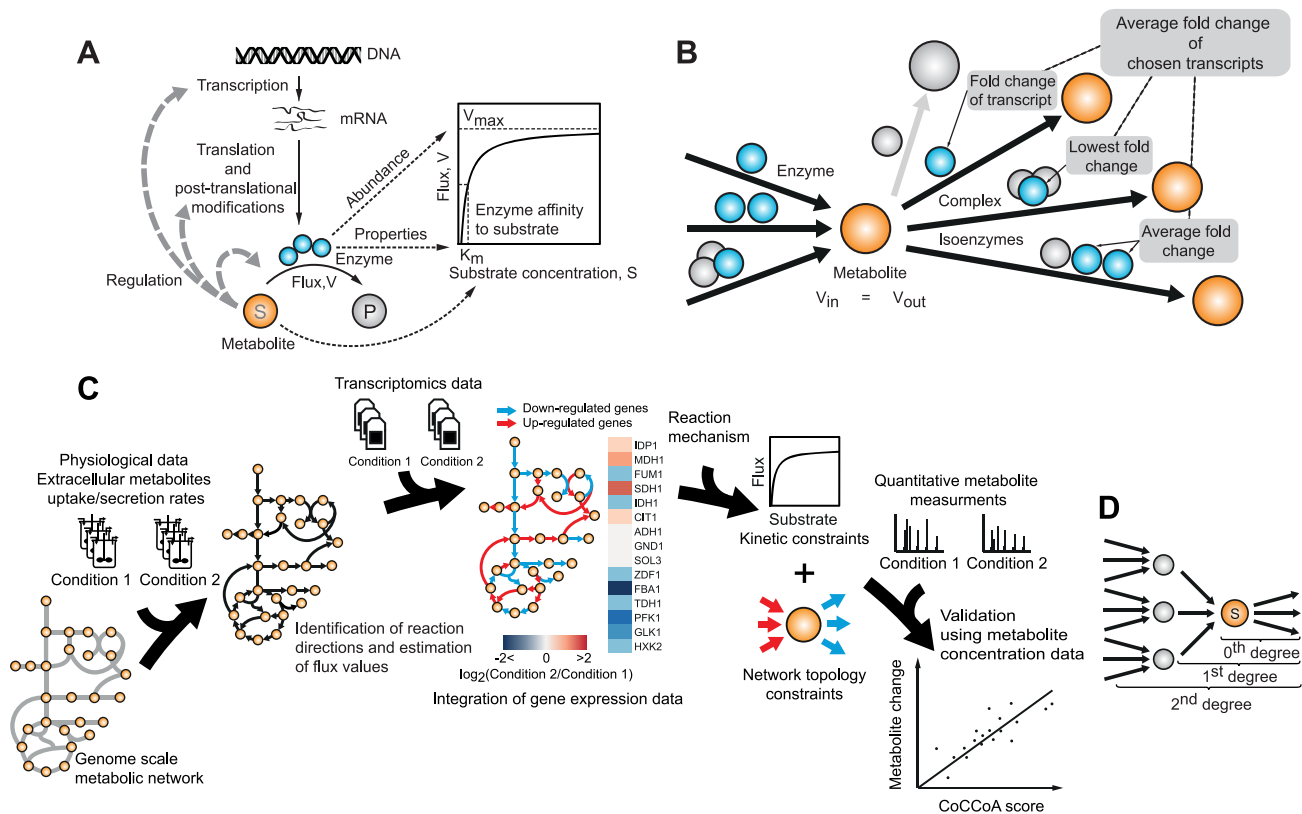 A
DNA
Transcription
mRNA
Translation
and
post-translational
modifications
Abundance
Properties
Enzyme
Regulation
Flux,V
S
P
Metabolite
Vmax
Flux, V
Enzyme affinity
to substrate
Km
Substrate concentration, S
B
Average fold change
of
chosen transcripts
Fold change
of transcript
Enzyme
Lowest fold
change
Complex
Isoenzymes
Average
fold change
Metabolite
Vin = Vout
C
Physiological data
Extracellular metabolites
uptake/secretion rates
Condition 1
Condition 2
Genome scale
metabolic network
Identification of reaction
directions and estimation
of flux values
Transcriptomics data
Condition 1
Condition 2
Down-regulated genes
Up-regulated genes
IDP1
MDH1
FUM1
SDH1
IDH1
CIT1
ADH1
GND1
SOL3
ZDF1
FBA1
TDH1
PFK1
GLK1
HXK2
-2< 0 >2
log2(Condition 2/Condition 1)
Integration of gene expression data
Reaction
mechanism
Flux
Substrate
Kinetic constraints
+
Network topology
constraints
Quantitative metabolite
measurments
Condition 1
Condition 2
Validation
using metabolite
concentration data
Metabolite change
CoCCoA score
D
S
0th degree
1st degree
2nd degree